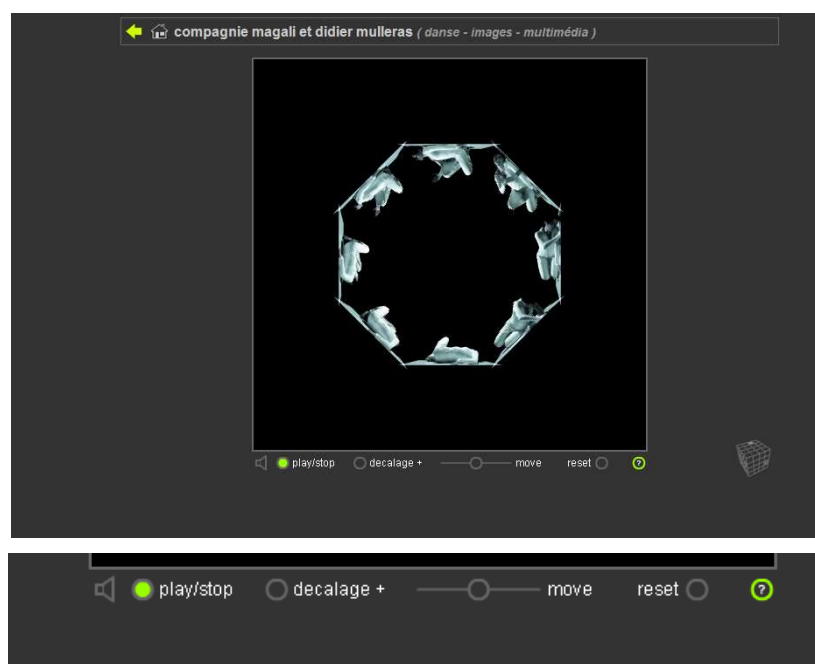 compagnie magali et didier mulleras ( danse - images - multimédia )
play/stop decalage + move reset ?
play/stop decalage + move reset ?